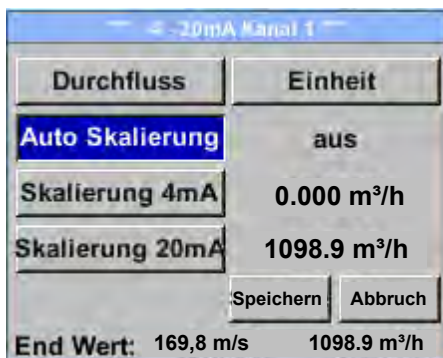 4 -20mA Kanal 1
Durchfluss Einheit
Auto Skalierung aus
Skalierung 4mA 0.000 m³/h
Skalierung 20mA 1098.9 m³/h
Speichern Abbruch
End Wert: 169,8 m/s 1098.9 m³/h